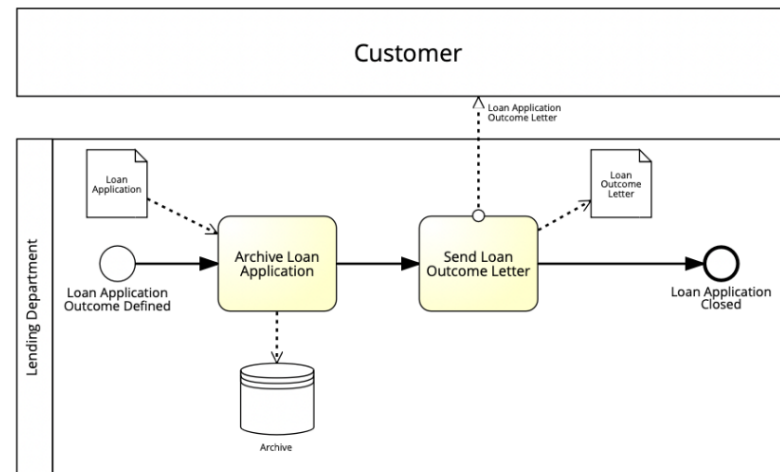 Customer
Loan Application
Outcome Letter
Lending Department
Loan
Application
Loan
Outcome
Letter
Archive Loan
Application
Send Loan
Outcome Letter
Loan Application
Outcome Defined
Loan Application
Closed
Archive